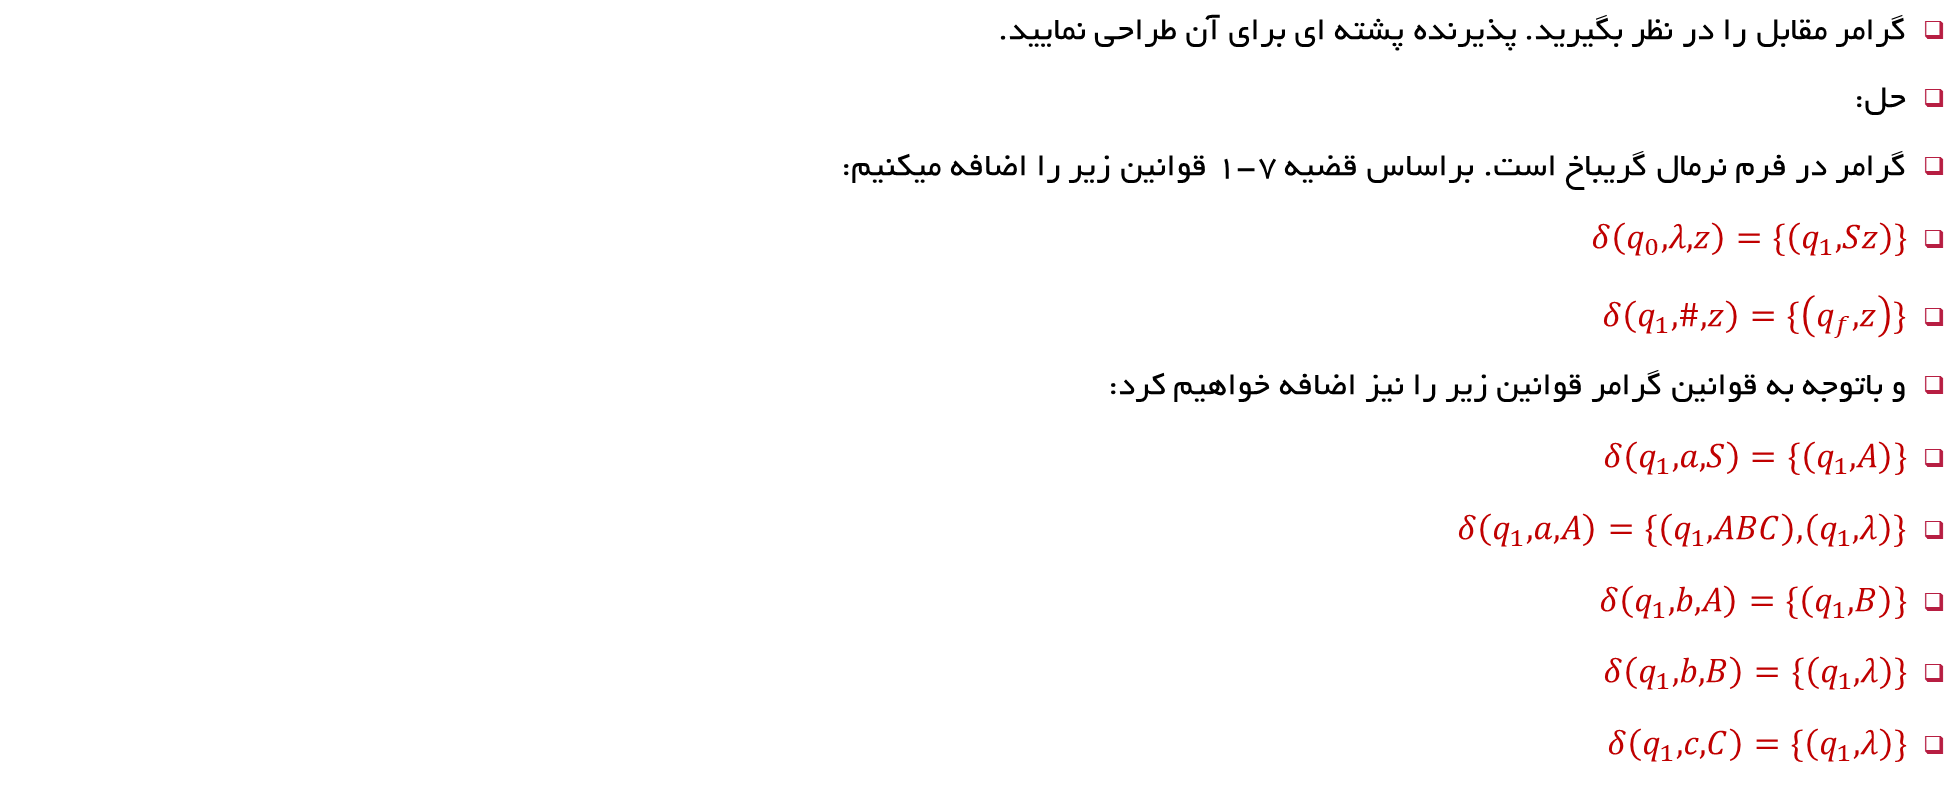 گرامر مقابل را در نظر بگیرید. پذیرنده پشته ای برای آن طراحی نمایید.
حل:
گرامر در فرم نرمال گریباخ است. براساس قضیه ۷-۱ قوانین زیر را اضافه میکنیم:
δ(q₀,λ,z) = {(q₁,Sz)}
δ(q₁,#,z) = {(q_f,z)}
و باتوجه به قوانین گرامر قوانین زیر را نیز اضافه خواهیم کرد:
δ(q₁,a,S) = {(q₁,A)}
δ(q₁,a,A) = {(q₁,ABC),(q₁,λ)}
δ(q₁,b,A) = {(q₁,B)}
δ(q₁,b,B) = {(q₁,λ)}
δ(q₁,c,C) = {(q₁,λ)}